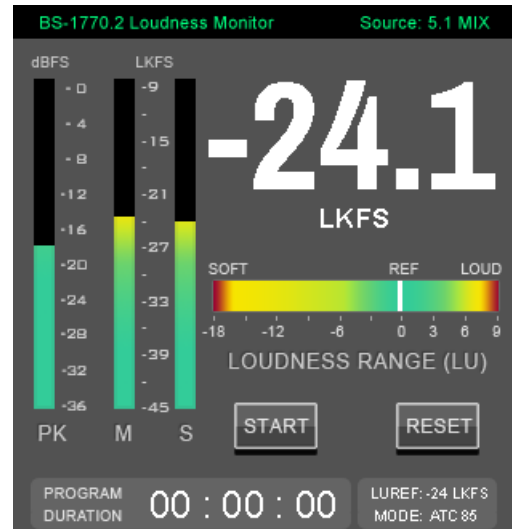 BS-1770.2 Loudness Monitor Source: 5.1 MIX
dBFS LKFS
-0 -9
-4 -
-8 -15
-
-12 -21
-16 -
-20 -27
-
-24 -33
-28 -
-32 -39
-
-36 -45
PK M S
-24.1
LKFS
SOFT REF LOUD
-18 -12 -6 0 3 6 9
LOUDNESS RANGE (LU)
START RESET
PROGRAM
DURATION
00 : 00 : 00
LUREF: -24 LKFS
MODE: ATC 85